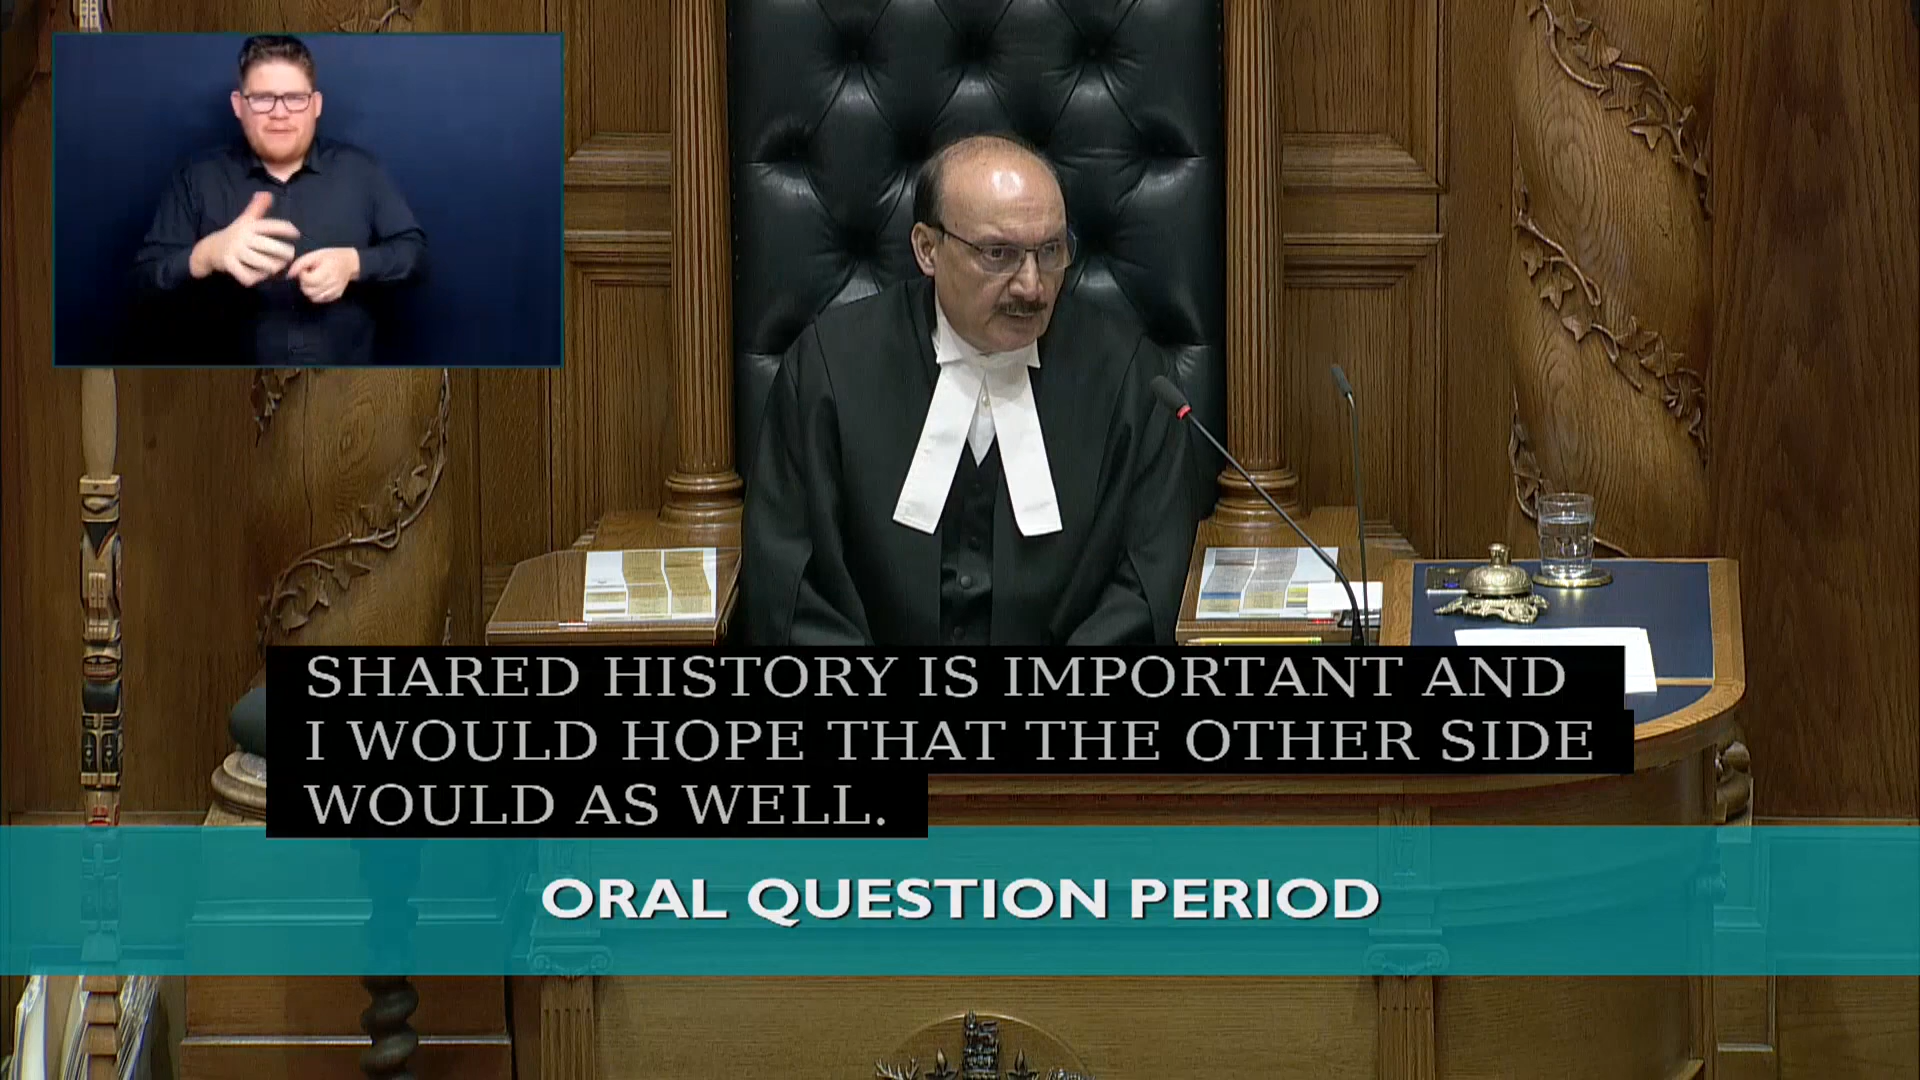 SHARED HISTORY IS IMPORTANT AND
I WOULD HOPE THAT THE OTHER SIDE
WOULD AS WELL.
ORAL QUESTION PERIOD